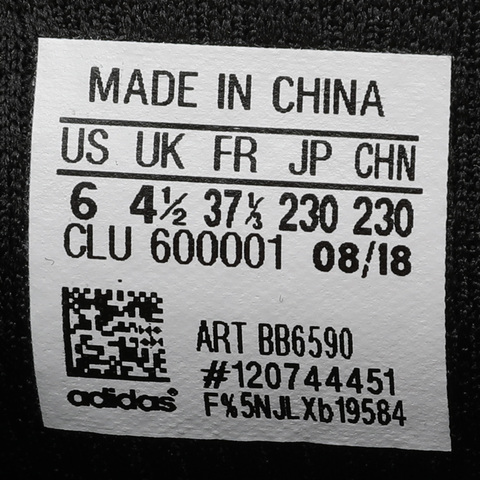 MADE IN CHINA
US UK FR JP CHN
6 4½ 37⅓ 230 230
CLU 600001 08/18
ART BB6590
#120744451
adidas® F%5NJLXb19584